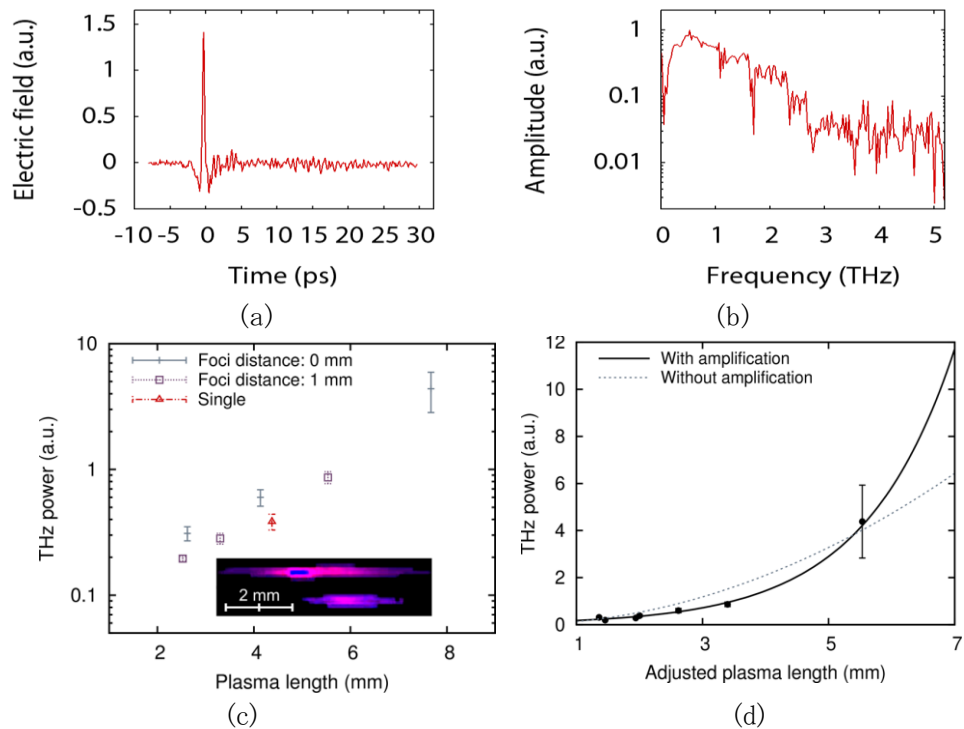 Electric field (a.u.)
1.5
1
0.5
0
-0.5
-10 -5 0 5 10 15 20 25 30
Time (ps)
(a)
Amplitude (a.u.)
1
0.1
0.01
0 1 2 3 4 5
Frequency (THz)
(b)
THz power (a.u.)
10
1
0.1
Foci distance: 0 mm
Foci distance: 1 mm
Single
2 mm
2 4 6 8
Plasma length (mm)
(c)
THz power (a.u.)
12
10
8
6
4
2
0
With amplification
Without amplification
1 3 5 7
Adjusted plasma length (mm)
(d)